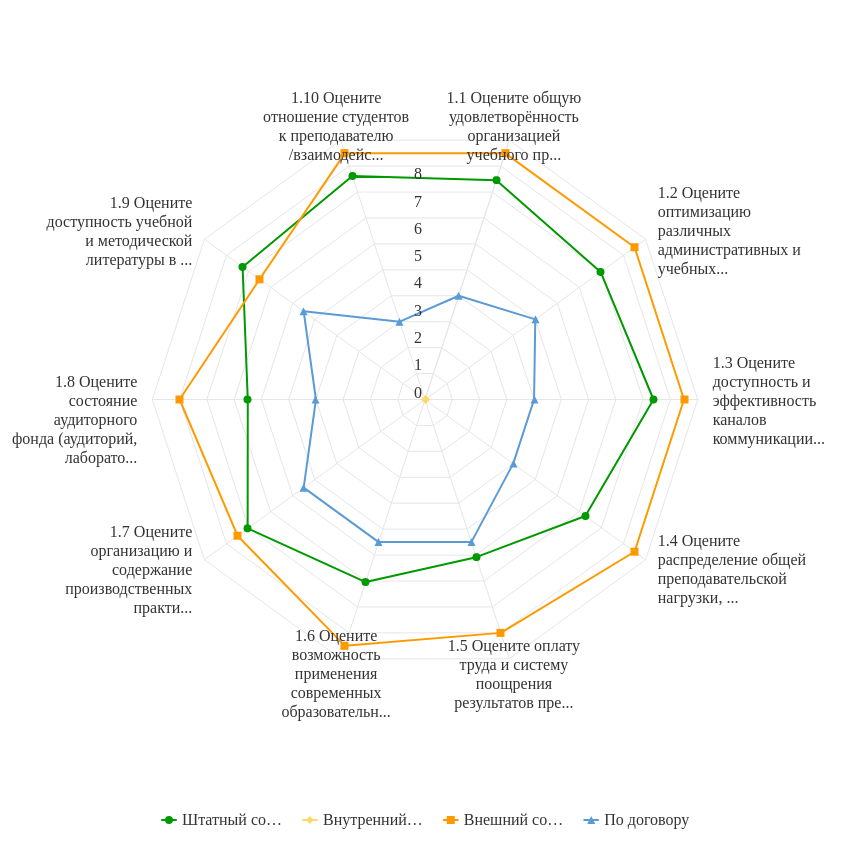 1.10 Оцените
отношение студентов
к преподавателю
/взаимодейс...
1.1 Оцените общую
удовлетворённость
организацией
учебного пр...
1.2 Оцените
оптимизацию
различных
административных и
учебных...
1.3 Оцените
доступность и
эффективность
каналов
коммуникации...
1.4 Оцените
распределение общей
преподавательской
нагрузки, ...
1.5 Оцените оплату
труда и систему
поощрения
результатов пре...
1.6 Оцените
возможность
применения
современных
образовательн...
1.7 Оцените
организацию и
содержание
производственных
практи...
1.8 Оцените
состояние
аудиторного
фонда (аудиторий,
лаборато...
1.9 Оцените
доступность учебной
и методической
литературы в ...
8
7
6
5
4
3
2
1
0
Штатный со…
Внутренний…
Внешний со…
По договору